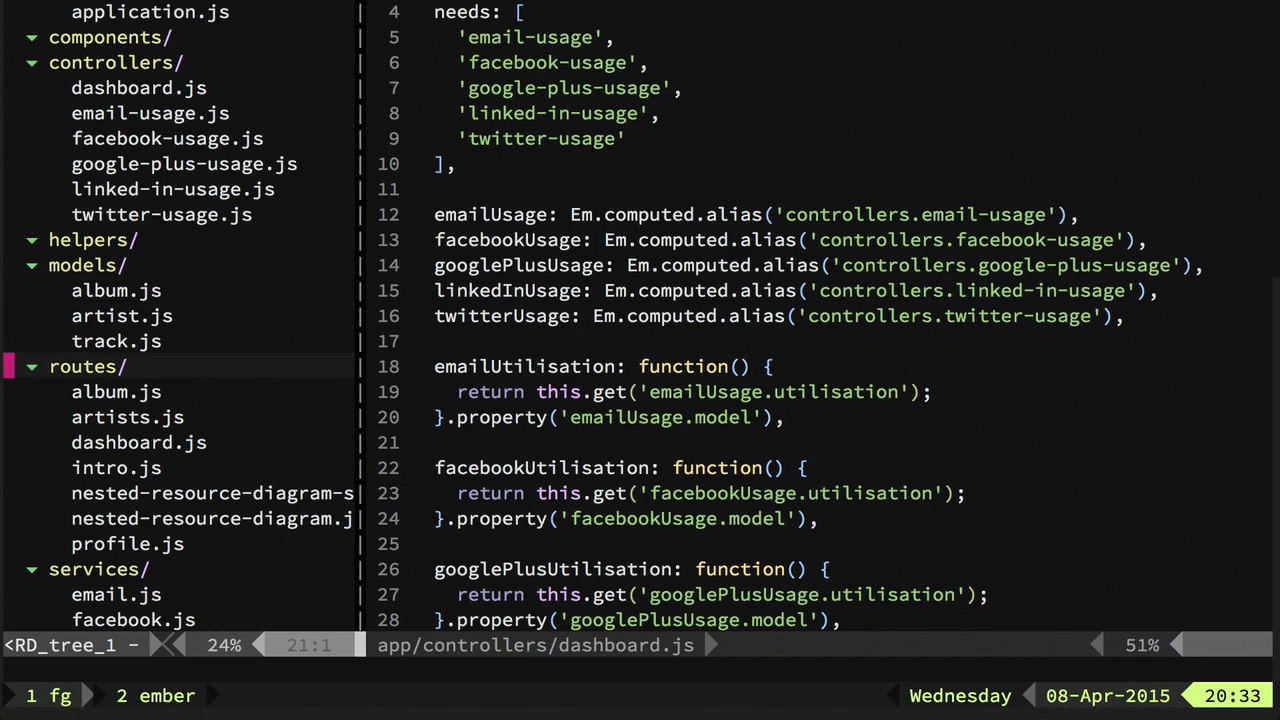 application.js
▾ components/
▾ controllers/
dashboard.js
email-usage.js
facebook-usage.js
google-plus-usage.js
linked-in-usage.js
twitter-usage.js
▾ helpers/
▾ models/
album.js
artist.js
track.js
▾ routes/
album.js
artists.js
dashboard.js
intro.js
nested-resource-diagram-s
nested-resource-diagram.j
profile.js
▾ services/
email.js
facebook.js
<RD_tree_1 - 24% 21:1
4 needs: [
5 'email-usage',
6 'facebook-usage',
7 'google-plus-usage',
8 'linked-in-usage',
9 'twitter-usage'
10 ],
11
12 emailUsage: Em.computed.alias('controllers.email-usage'),
13 facebookUsage: Em.computed.alias('controllers.facebook-usage'),
14 googlePlusUsage: Em.computed.alias('controllers.google-plus-usage'),
15 linkedInUsage: Em.computed.alias('controllers.linked-in-usage'),
16 twitterUsage: Em.computed.alias('controllers.twitter-usage'),
17
18 emailUtilisation: function() {
19 return this.get('emailUsage.utilisation');
20 }.property('emailUsage.model'),
21
22 facebookUtilisation: function() {
23 return this.get('facebookUsage.utilisation');
24 }.property('facebookUsage.model'),
25
26 googlePlusUtilisation: function() {
27 return this.get('googlePlusUsage.utilisation');
28 }.property('googlePlusUsage.model'),
app/controllers/dashboard.js 51%
1 fg 2 ember Wednesday 08-Apr-2015 20:33